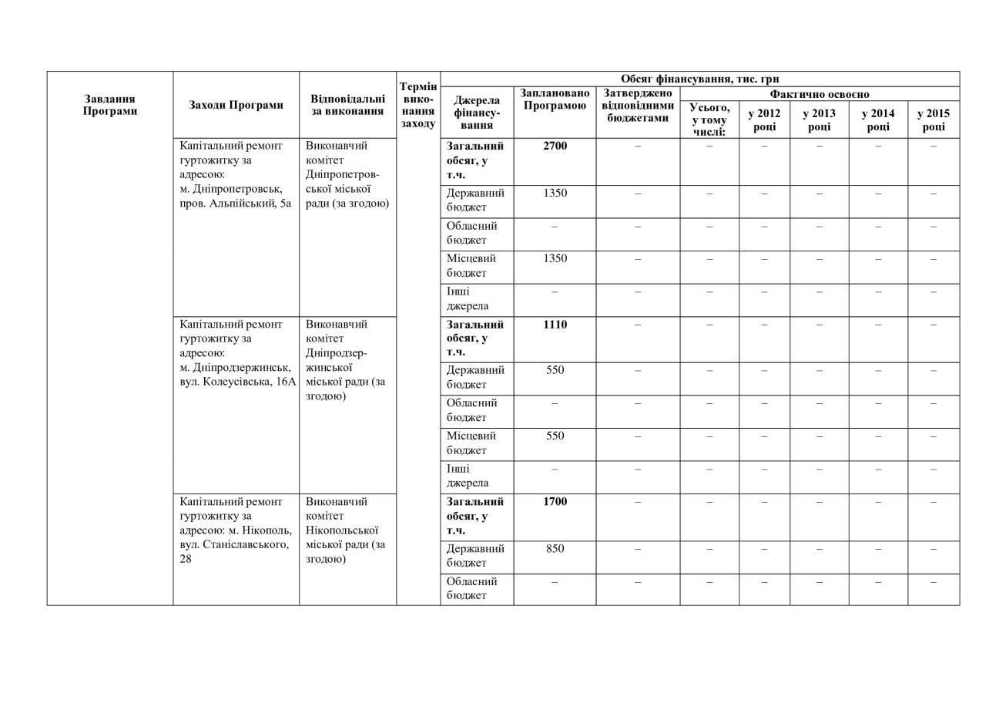 Завдання
Програми
Заходи Програми
Відповідальні
за виконання
Термін
вико-
нання
заходу
Обсяг фінансування, тис. грн
Джерела
фінансу-
вання
Заплановано
Програмою
Затверджено
відповідними
бюджетами
Фактично освоєно
Усього,
у тому
числі:
у 2012
році
у 2013
році
у 2014
році
у 2015
році
Капітальний ремонт
гуртожитку за
адресою:
м. Дніпропетровськ,
пров. Альпійський, 5а
Виконавчий
комітет
Дніпропетров-
ської міської
ради (за згодою)
Загальний
обсяг, у
т.ч.
2700 – – – – – –
Державний
бюджет
1350 – – – – – –
Обласний
бюджет
– – – – – – –
Місцевий
бюджет
1350 – – – – – –
Інші
джерела
– – – – – – –
Капітальний ремонт
гуртожитку за
адресою:
м. Дніпродзержинськ,
вул. Колеусівська, 16А
Виконавчий
комітет
Дніпродзер-
жинської
міської ради (за
згодою)
Загальний
обсяг, у
т.ч.
1110 – – – – – –
Державний
бюджет
550 – – – – – –
Обласний
бюджет
– – – – – – –
Місцевий
бюджет
550 – – – – – –
Інші
джерела
– – – – – – –
Капітальний ремонт
гуртожитку за
адресою: м. Нікополь,
вул. Станіславського,
28
Виконавчий
комітет
Нікопольської
міської ради (за
згодою)
Загальний
обсяг, у
т.ч.
1700 – – – – – –
Державний
бюджет
850 – – – – – –
Обласний
бюджет
– – – – – – –